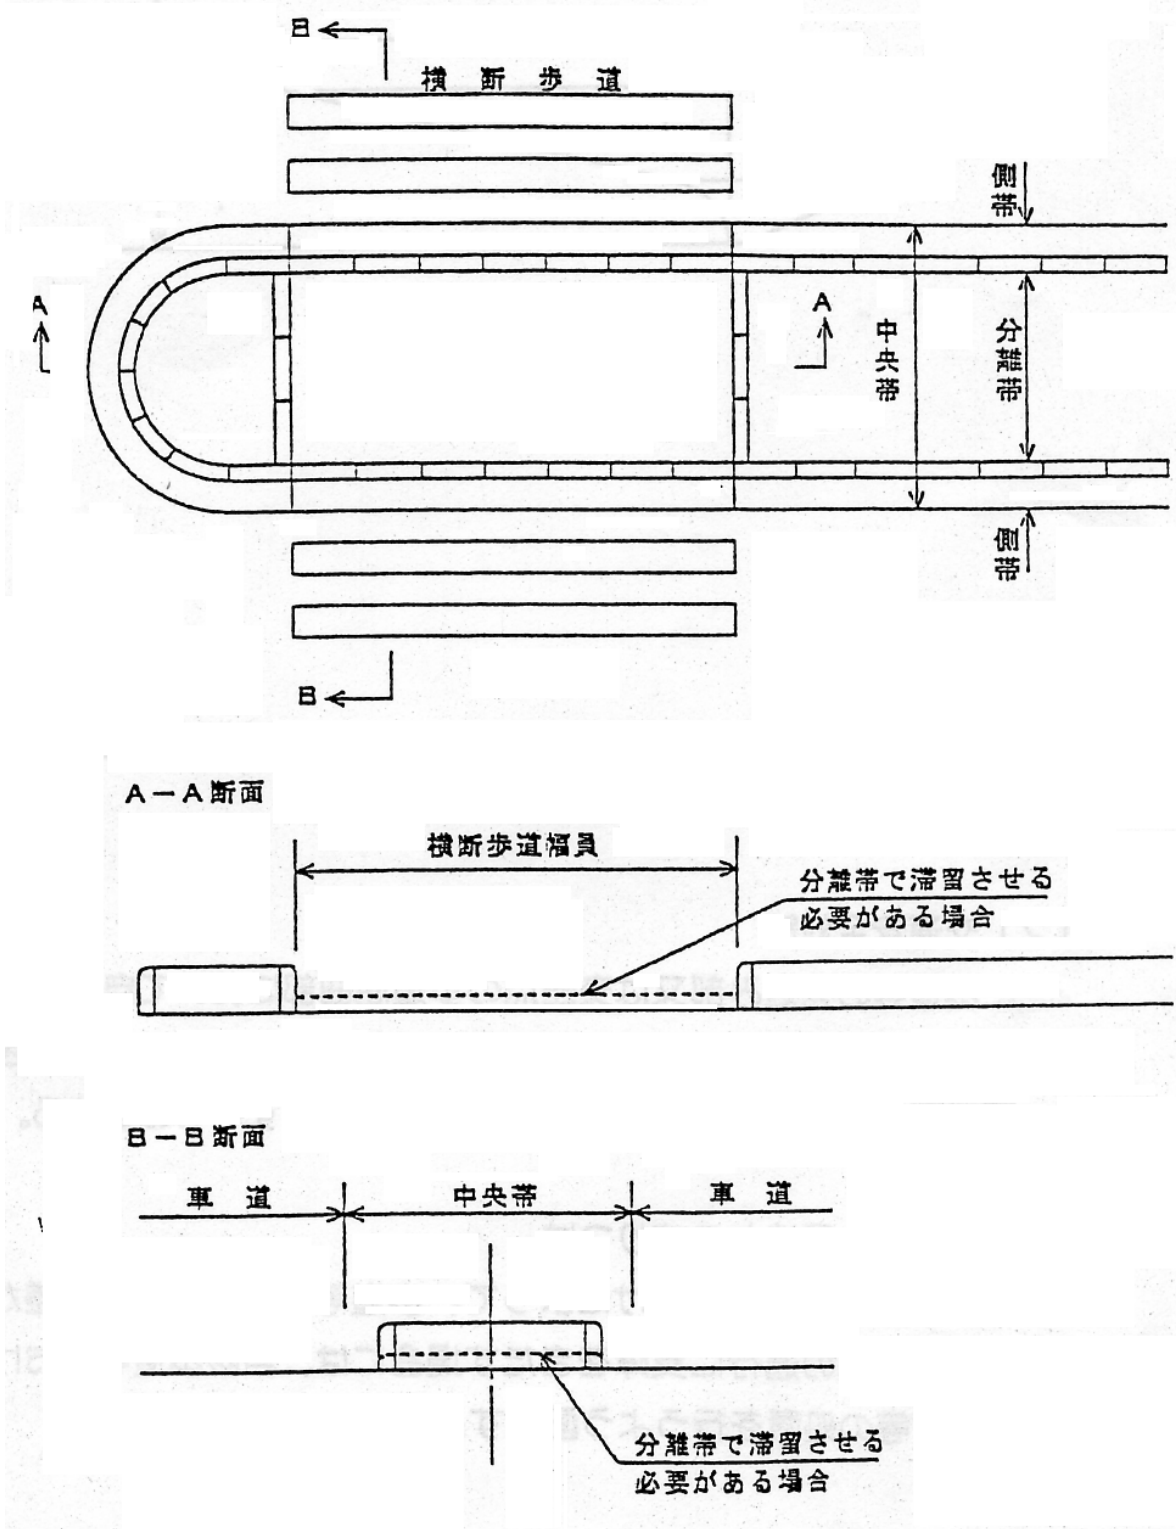 B
横断歩道
側帯
A
A
中央帯
分離帯
側帯
B
A－A断面
横断歩道幅員
分離帯で滞留させる
必要がある場合
B－B断面
車道
中央帯
車道
分離帯で滞留させる
必要がある場合